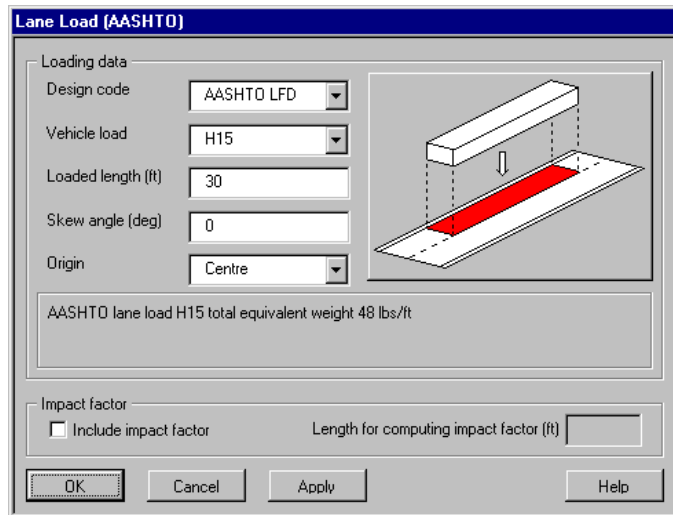 Lane Load (AASHTO)
Loading data
Design code AASHTO LFD
Vehicle load H15
Loaded length (ft) 30
Skew angle (deg) 0
Origin Centre
AASHTO lane load H15 total equivalent weight 48 lbs/ft
Impact factor
Include impact factor Length for computing impact factor (ft)
OK Cancel Apply Help